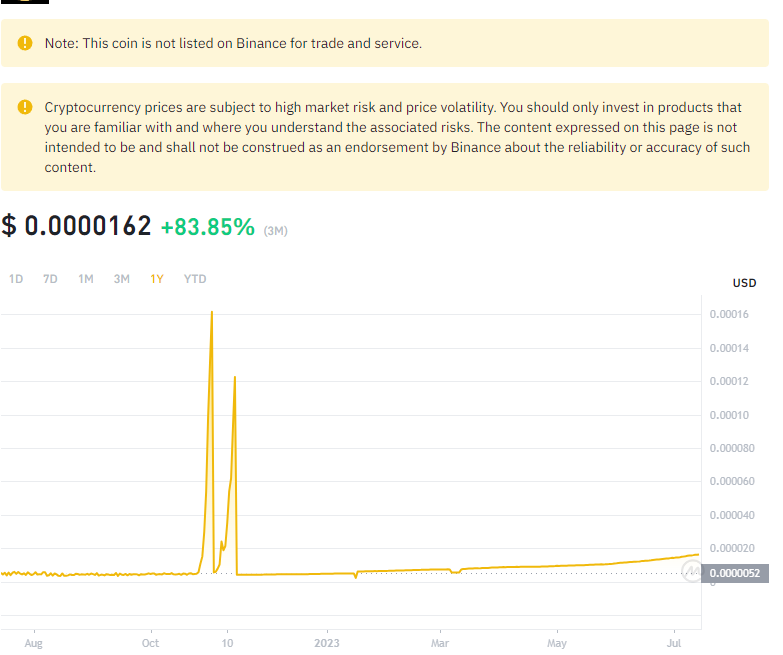 Note: This coin is not listed on Binance for trade and service.
Cryptocurrency prices are subject to high market risk and price volatility. You should only invest in products that
you are familiar with and where you understand the associated risks. The content expressed on this page is not
intended to be and shall not be construed as an endorsement by Binance about the reliability or accuracy of such
content.
$ 0.0000162 +83.85% (3M)
1D 7D 1M 3M 1Y YTD
USD
0.00016
0.00014
0.00012
0.00010
0.000080
0.000060
0.000040
0.000020
0.0000052
0
Aug Oct 10 2023 Mar May Jul